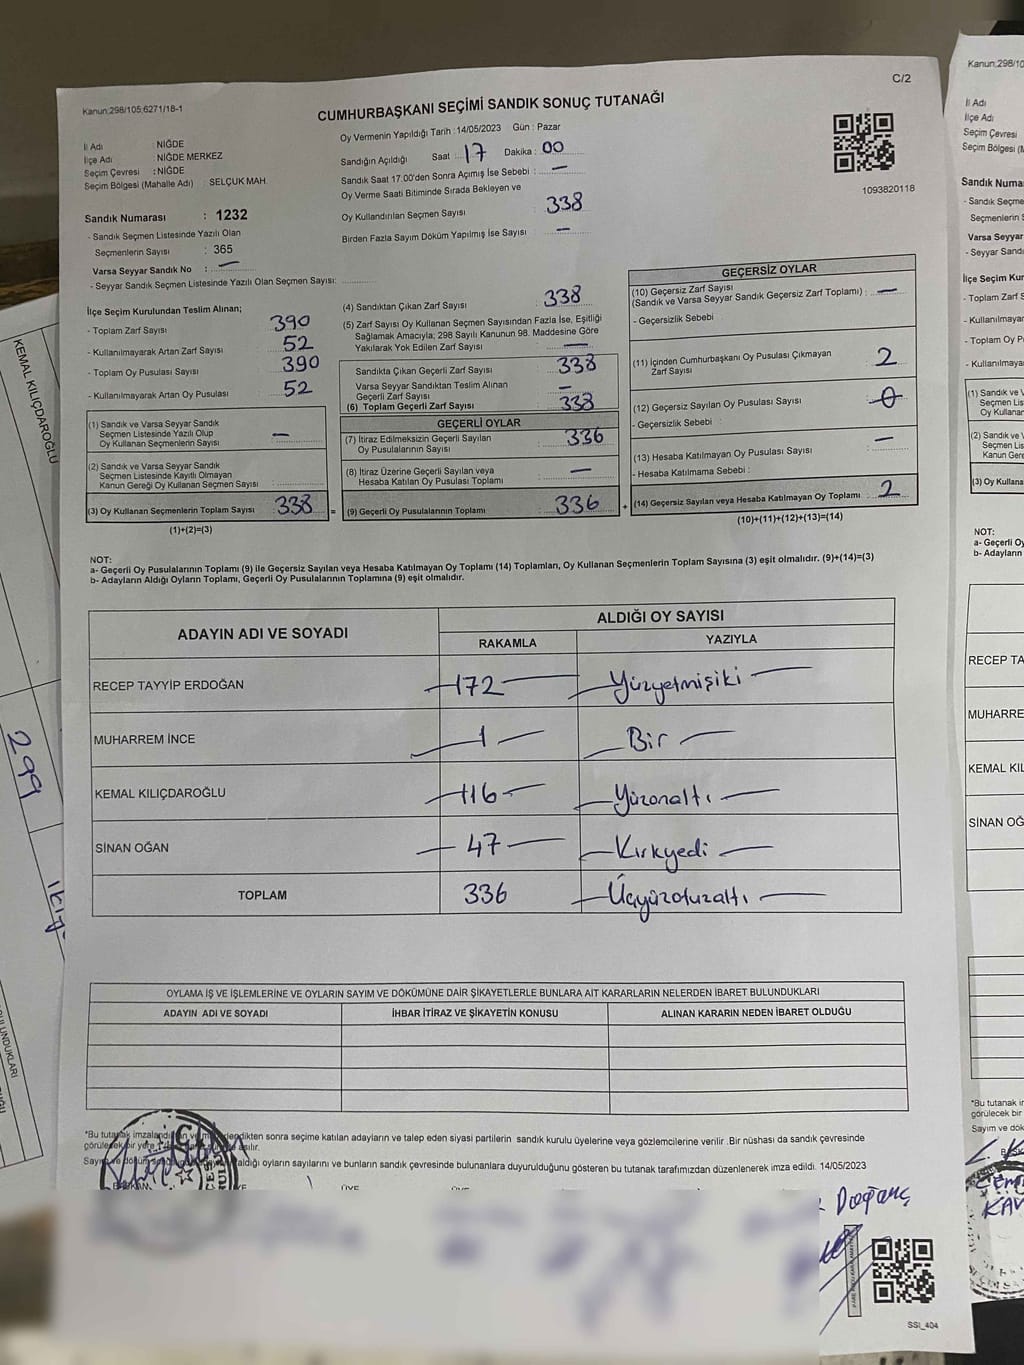 Kanun:298/105;6271/18-1
C/2
CUMHURBAŞKANI SEÇİMİ SANDIK SONUÇ TUTANAĞI
Oy Vermenin Yapıldığı Tarih :14/05/2023 Gün : Pazar
İl Adı : NİĞDE
İlçe Adı : NİĞDE MERKEZ
Seçim Çevresi : NİĞDE
Seçim Bölgesi (Mahalle Adı) : SELÇUK MAH.
Sandık Numarası : 1232
- Sandık Seçmen Listesinde Yazılı Olan
Seçmenlerin Sayısı : 365
Varsa Seyyar Sandık No : —
- Seyyar Sandık Seçmen Listesinde Yazılı Olan Seçmen Sayısı:
Sandığın Açıldığı Saat : 17 Dakika : 00
Sandık Saat 17:00'den Sonra Açımış İse Sebebi : —
Oy Verme Saati Bitiminde Sırada Bekleyen ve
Oy Kullandırılan Seçmen Sayısı : 338
Birden Fazla Sayım Döküm Yapılmış İse Sayısı : —
1093820118
İlçe Seçim Kurulundan Teslim Alınan;
- Toplam Zarf Sayısı : 390
- Kullanılmayarak Artan Zarf Sayısı : 52
- Toplam Oy Pusulası Sayısı : 390
- Kullanılmayarak Artan Oy Pusulası : 52
(1) Sandık ve Varsa Seyyar Sandık
Seçmen Listesinde Yazılı Olup
Oy Kullanan Seçmenlerin Sayısı : —
(2) Sandık ve Varsa Seyyar Sandık
Seçmen Listesinde Kayıtlı Olmayan
Kanun Gereği Oy Kullanan Seçmen Sayısı :
(3) Oy Kullanan Seçmenlerin Toplam Sayısı : 338 =
(1)+(2)=(3)
(4) Sandıktan Çıkan Zarf Sayısı : 338
(5) Zarf Sayısı Oy Kullanan Seçmen Sayısından Fazla İse, Eşitliği
Sağlamak Amacıyla; 298 Sayılı Kanunun 98. Maddesine Göre
Yakılarak Yok Edilen Zarf Sayısı : —
Sandıkta Çıkan Geçerli Zarf Sayısı : 338
Varsa Seyyar Sandıktan Teslim Alınan
Geçerli Zarf Sayısı : —
(6) Toplam Geçerli Zarf Sayısı : 338
GEÇERLİ OYLAR
(7) İtiraz Edilmeksizin Geçerli Sayılan
Oy Pusulalarının Sayısı : 336
(8) İtiraz Üzerine Geçerli Sayılan veya
Hesaba Katılan Oy Pusulası Toplamı : —
(9) Geçerli Oy Pusulalarının Toplamı : 336 +
GEÇERSİZ OYLAR
(10) Geçersiz Zarf Sayısı
(Sandık ve Varsa Seyyar Sandık Geçersiz Zarf Toplamı) : —
- Geçersizlik Sebebi :
(11) İçinden Cumhurbaşkanı Oy Pusulası Çıkmayan
Zarf Sayısı : 2
(12) Geçersiz Sayılan Oy Pusulası Sayısı : 0
- Geçersizlik Sebebi :
(13) Hesaba Katılmayan Oy Pusulası Sayısı : —
- Hesaba Katılmama Sebebi :
(14) Geçersiz Sayılan veya Hesaba Katılmayan Oy Toplamı : 2
(10)+(11)+(12)+(13)=(14)
NOT:
a- Geçerli Oy Pusulalarının Toplamı (9) ile Geçersiz Sayılan veya Hesaba Katılmayan Oy Toplamı (14) Toplamları, Oy Kullanan Seçmenlerin Toplam Sayısına (3) eşit olmalıdır. (9)+(14)=(3)
b- Adayların Aldığı Oyların Toplamı, Geçerli Oy Pusulalarının Toplamına (9) eşit olmalıdır.
ADAYIN ADI VE SOYADI
ALDIĞI OY SAYISI
RAKAMLA YAZIYLA
RECEP TAYYİP ERDOĞAN 172 Yüzyetmişiki
MUHARREM İNCE 1 Bir
KEMAL KILIÇDAROĞLU 116 Yüzonaltı
SİNAN OĞAN 47 Kırkyedi
TOPLAM 336 Üçyüzotuzaltı
OYLAMA İŞ VE İŞLEMLERİNE VE OYLARIN SAYIM VE DÖKÜMÜNE DAİR ŞİKAYETLERLE BUNLARA AIT KARARLARIN NELERDEN İBARET BULUNDUKLARI
ADAYIN ADI VE SOYADI İHBAR İTİRAZ VE ŞİKAYETİN KONUSU ALINAN KARARIN NEDEN İBARET OLDUĞU
*Bu tutanak sonra seçime katılan adayların ve talep eden siyasi partilerin sandık kurulu üyelerine veya gözlemcilerine verilir .Bir nüshası da sandık çevresinde
görülecek bir yere asılır.
aldığı oyların sayılarını ve bunların sandık çevresinde bulunanlara duyurulduğunu gösteren bu tutanak tarafımızdan düzenlenerek imza edildi. 14/05/2023
BAŞKAN ÜYE ÜYE
Doğanç
SSI_404
KEMAL KILIÇDAROĞLU
299
Kanun:298/10
İl Adı
İlçe Adı
Seçim Çevresi
Seçim Bölgesi (M
Sandık Numa
- Sandık Seçme
Seçmenlerin S
Varsa Seyyar
- Seyyar Sandı
İlçe Seçim Kur
- Toplam Zarf S
- Kullanılmayar
- Toplam Oy P
- Kullanılmayar
(1) Sandık ve V
Seçmen Lis
Oy Kullanan
(2) Sandık ve V
Seçmen List
Kanun Gere
(3) Oy Kullana
NOT:
a- Geçerli Oy
b- Adayların
RECEP TA
MUHARRE
KEMAL KIL
SİNAN OĞ
*Bu tutanak ir
görülecek bir
Sayım ve dök